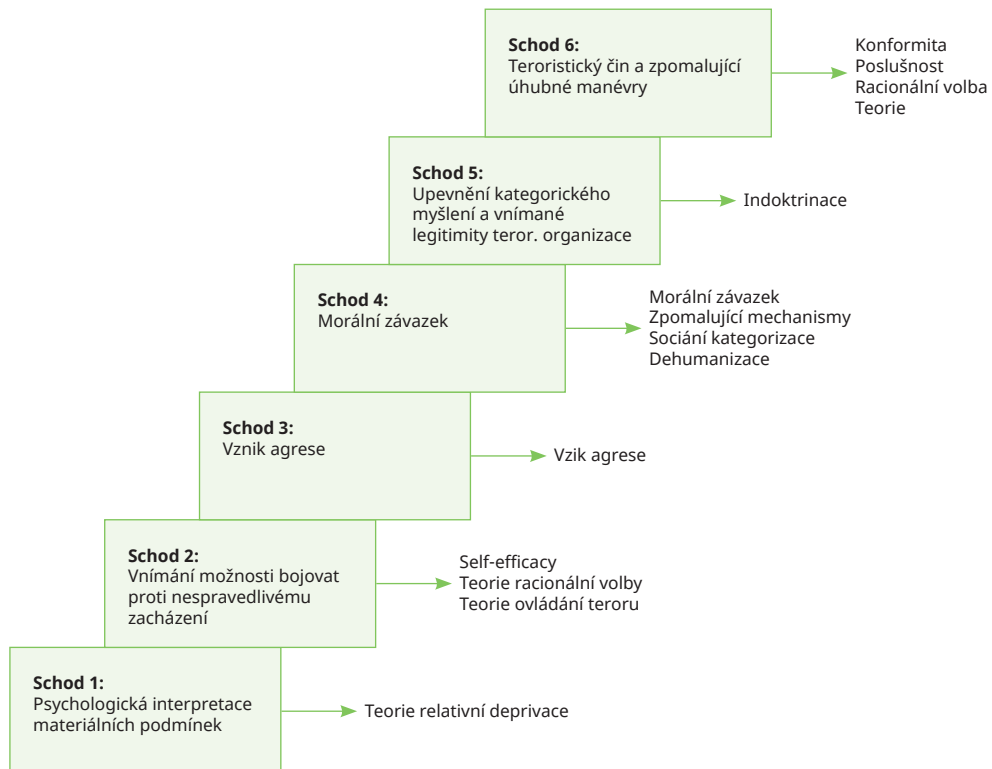 Schod 6:
Teroristický čin a zpomalující
úhubné manévry
Konformita
Poslušnost
Racionální volba
Teorie
Schod 5:
Upevnění kategorického
myšlení a vnímané
legitimity teror. organizace
Indoktrinace
Schod 4:
Morální závazek
Morální závazek
Zpomalující mechanismy
Sociání kategorizace
Dehumanizace
Schod 3:
Vznik agrese
Vzik agrese
Schod 2:
Vnímání možnosti bojovat
proti nespravedlivému
zacházení
Self-efficacy
Teorie racionální volby
Teorie ovládání teroru
Schod 1:
Psychologická interpretace
materiálních podmínek
Teorie relativní deprivace